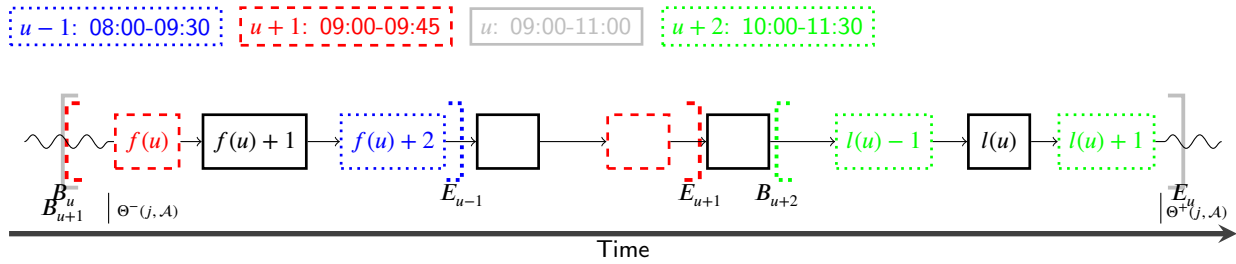 u − 1: 08:00-09:30 u + 1: 09:00-09:45 u: 09:00-11:00 u + 2: 10:00-11:30
f(u) f(u) + 1 f(u) + 2 l(u) − 1 l(u) l(u) + 1
B_u E_{u−1} E_{u+1} B_{u+2} E_u
B_{u+1} Θ⁻(j, 𝒜) Θ⁺(j, 𝒜)
Time